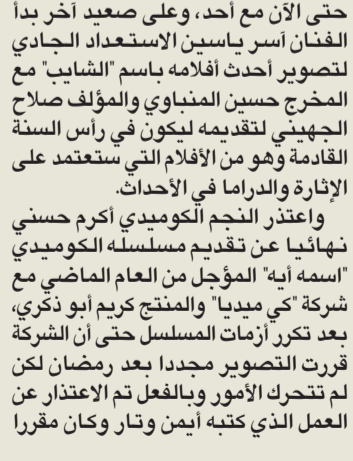 حتى الآن مع أحد، وعلى صعيد آخر بدأ
الفنان آسر ياسين الاستعداد الجادي
لتصوير أحدث أفلامه باسم "الشايب" مع
المخرج حسين المنباوي والمؤلف صلاح
الجهيني لتقديمه ليكون في رأس السنة
القادمة وهو من الأفلام التي ستعتمد على
الإثارة والدراما في الأحداث.
واعتذر النجم الكوميدي أكرم حسني
نهائيا عن تقديم مسلسله الكوميدي
"اسمه أيه" المؤجل من العام الماضي مع
شركة "كي ميديا" والمنتج كريم أبو ذكري،
بعد تكرر أزمات المسلسل حتى أن الشركة
قررت التصوير مجددا بعد رمضان لكن
لم تتحرك الأمور وبالفعل تم الاعتذار عن
العمل الذي كتبه أيمن وتار وكان مقررا